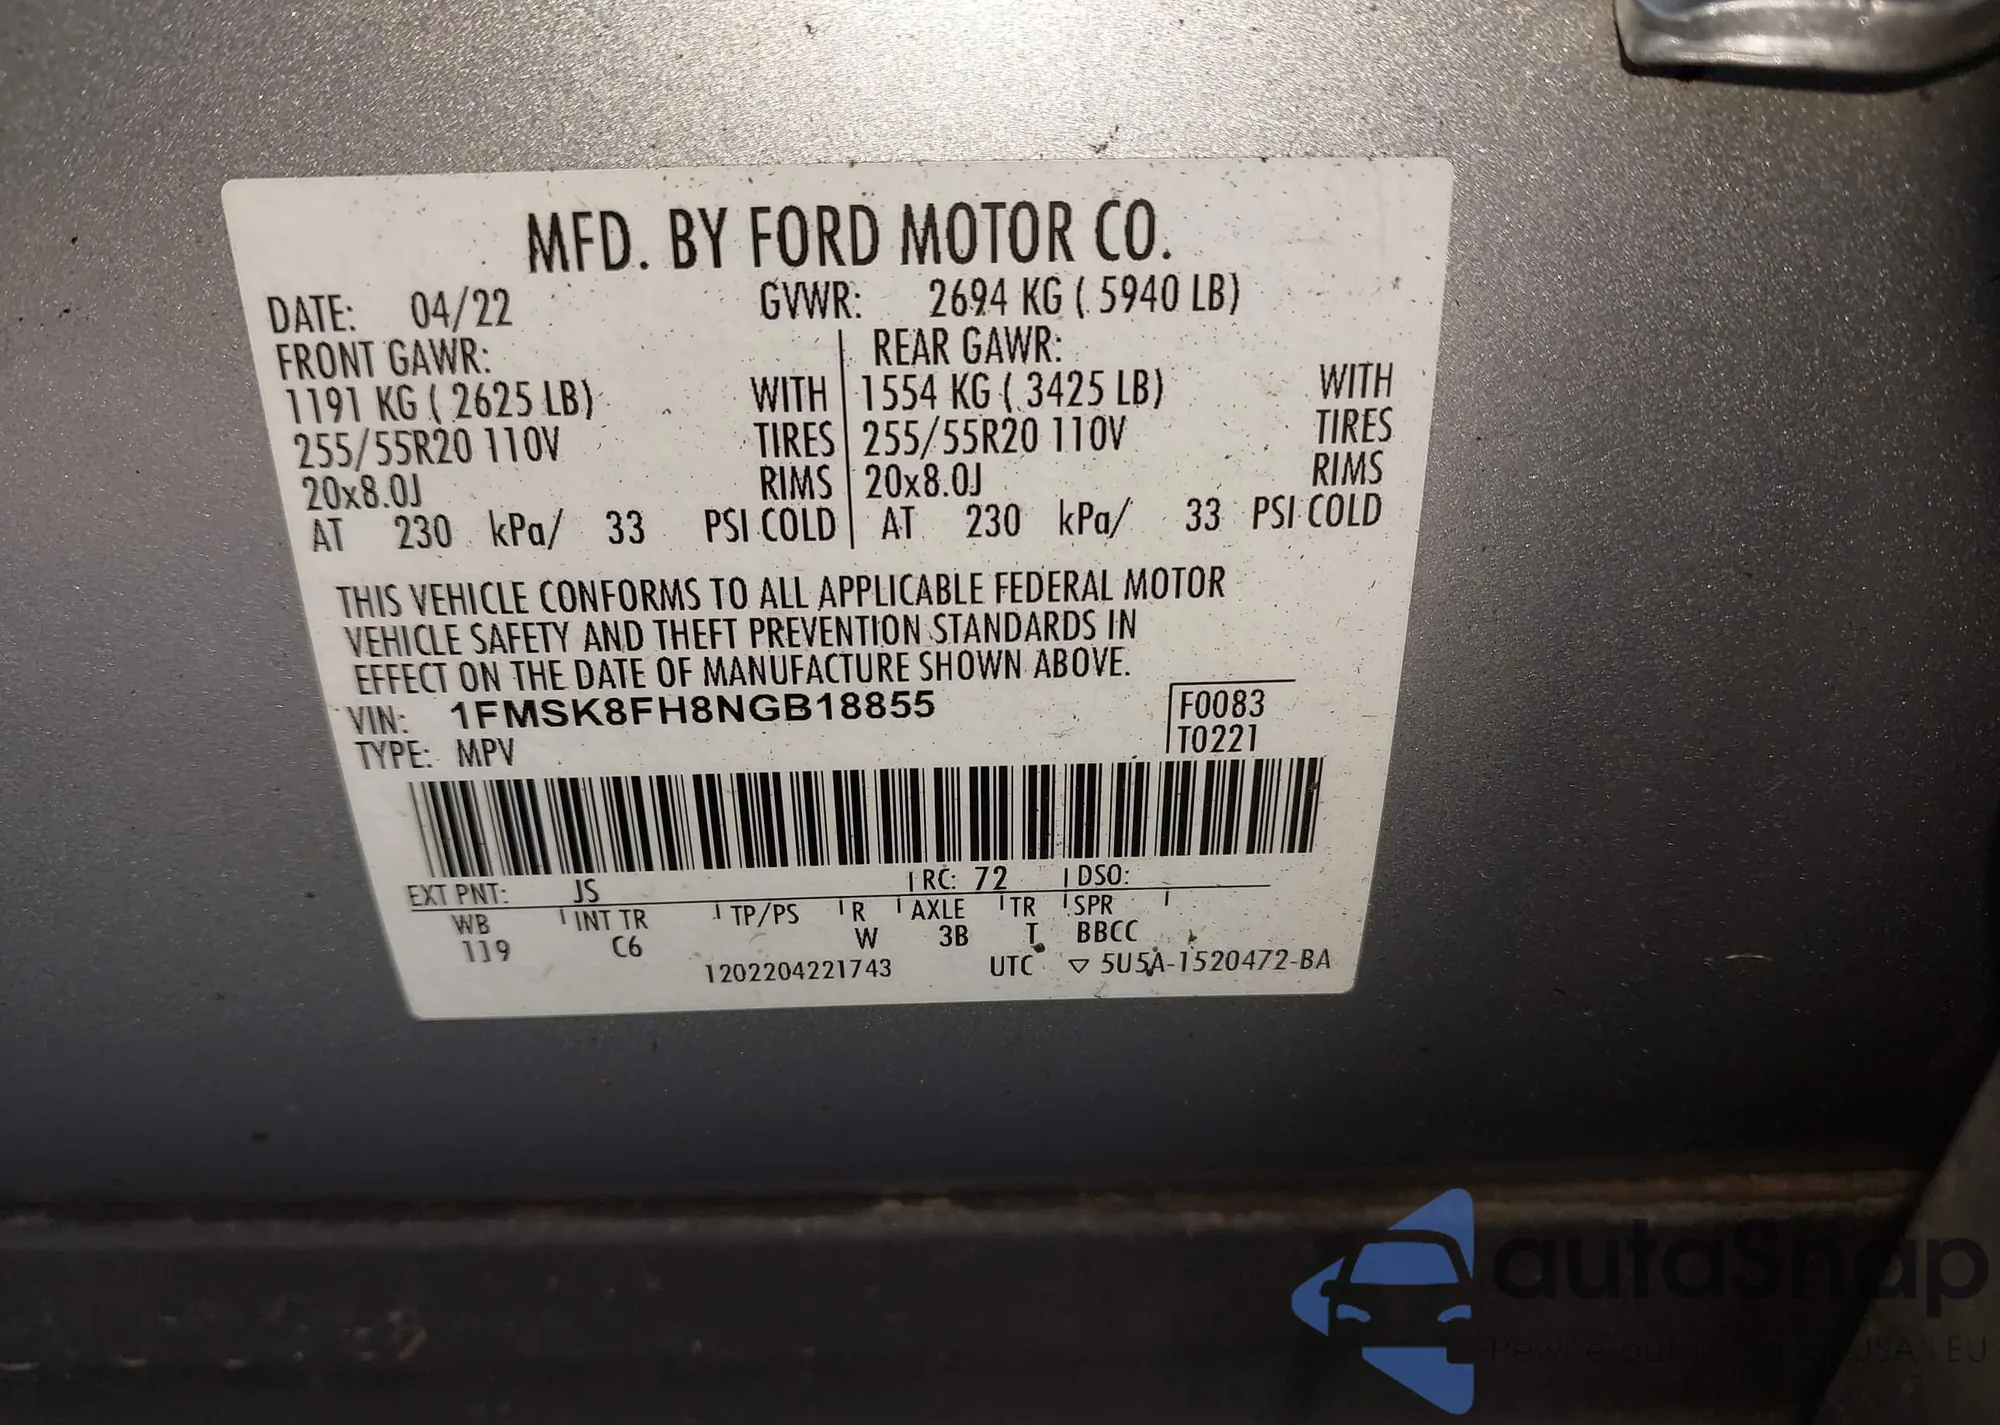 MFD. BY FORD MOTOR CO.
DATE: 04/22 GVWR: 2694 KG ( 5940 LB)
FRONT GAWR: REAR GAWR:
1191 KG ( 2625 LB) WITH 1554 KG ( 3425 LB) WITH
255/55R20 110V TIRES 255/55R20 110V TIRES
20x8.0J RIMS 20x8.0J RIMS
AT 230 kPa/ 33 PSI COLD AT 230 kPa/ 33 PSI COLD
THIS VEHICLE CONFORMS TO ALL APPLICABLE FEDERAL MOTOR
VEHICLE SAFETY AND THEFT PREVENTION STANDARDS IN
EFFECT ON THE DATE OF MANUFACTURE SHOWN ABOVE.
VIN: 1FMSK8FH8NGB18855 F0083
TYPE: MPV T0221
EXT PNT: JS RC: 72 DSO:
WB INT TR TP/PS R AXLE TR SPR
119 C6 W 3B T BBCC
1202204221743 UTC ▽ 5U5A-1520472-BA
autaSnap
USA i EU